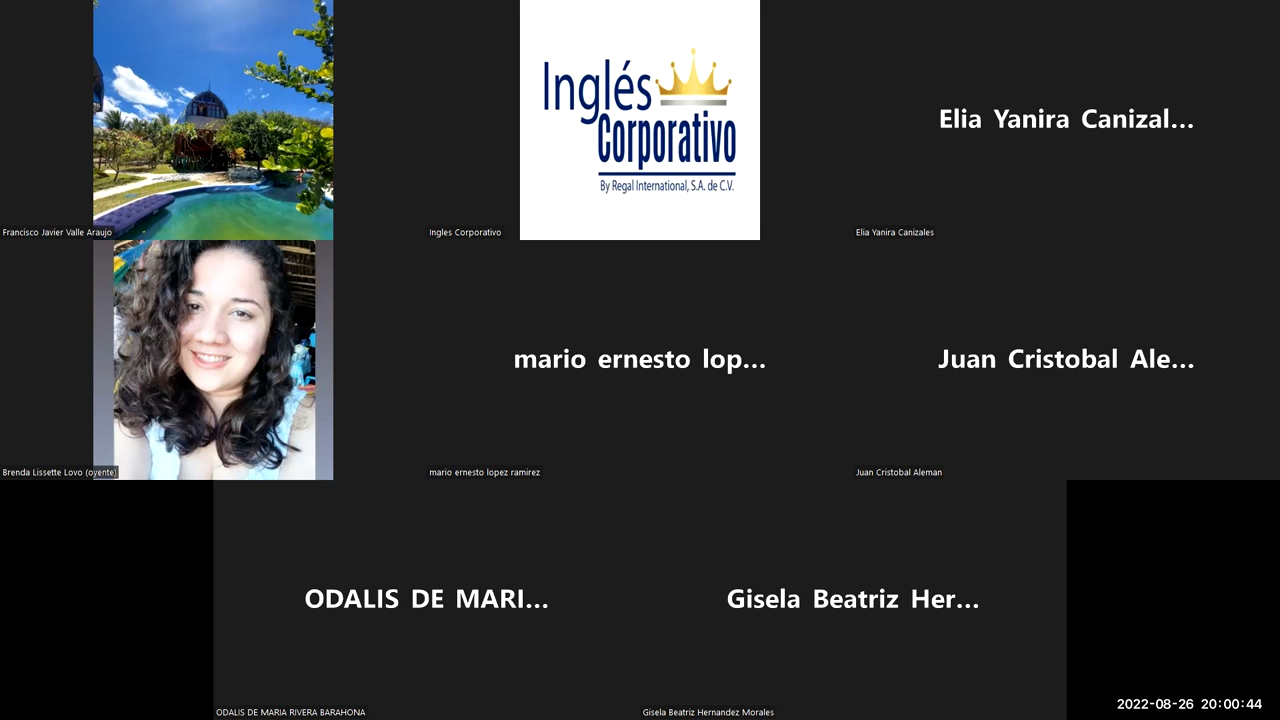 Inglés
Corporativo
By Regal International, S.A. de C.V.
Elia Yanira Canizal...
Francisco Javier Valle Araujo
Ingles Corporativo
Elia Yanira Canizales
mario ernesto lop...
Juan Cristobal Ale...
Brenda Lissette Lovo (oyente)
mario ernesto lopez ramirez
Juan Cristobal Aleman
ODALIS DE MARI...
Gisela Beatriz Her...
ODALIS DE MARIA RIVERA BARAHONA
Gisela Beatriz Hernandez Morales
2022-08-26 20:00:44